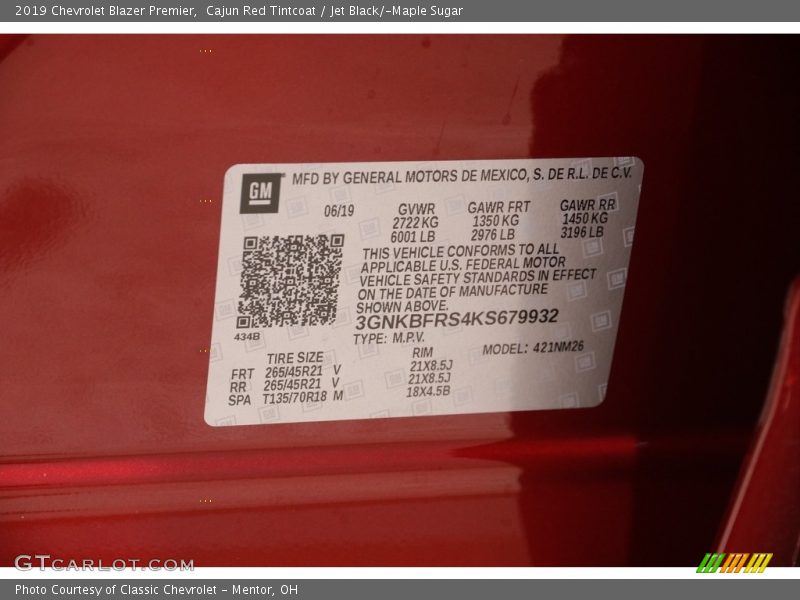 2019 Chevrolet Blazer Premier, Cajun Red Tintcoat / Jet Black/-Maple Sugar
GM MFD BY GENERAL MOTORS DE MEXICO, S. DE R.L. DE C.V.
06/19 GVWR GAWR FRT GAWR RR
2722 KG 1350 KG 1450 KG
6001 LB 2976 LB 3196 LB
THIS VEHICLE CONFORMS TO ALL
APPLICABLE U.S. FEDERAL MOTOR
VEHICLE SAFETY STANDARDS IN EFFECT
ON THE DATE OF MANUFACTURE
SHOWN ABOVE.
3GNKBFRS4KS679932
434B
TYPE: M.P.V.
TIRE SIZE RIM MODEL: 421NM26
FRT 265/45R21 V 21X8.5J
RR 265/45R21 V 21X8.5J
SPA T135/70R18 M 18X4.5B
GTCARLOT.COM
Photo Courtesy of Classic Chevrolet - Mentor, OH